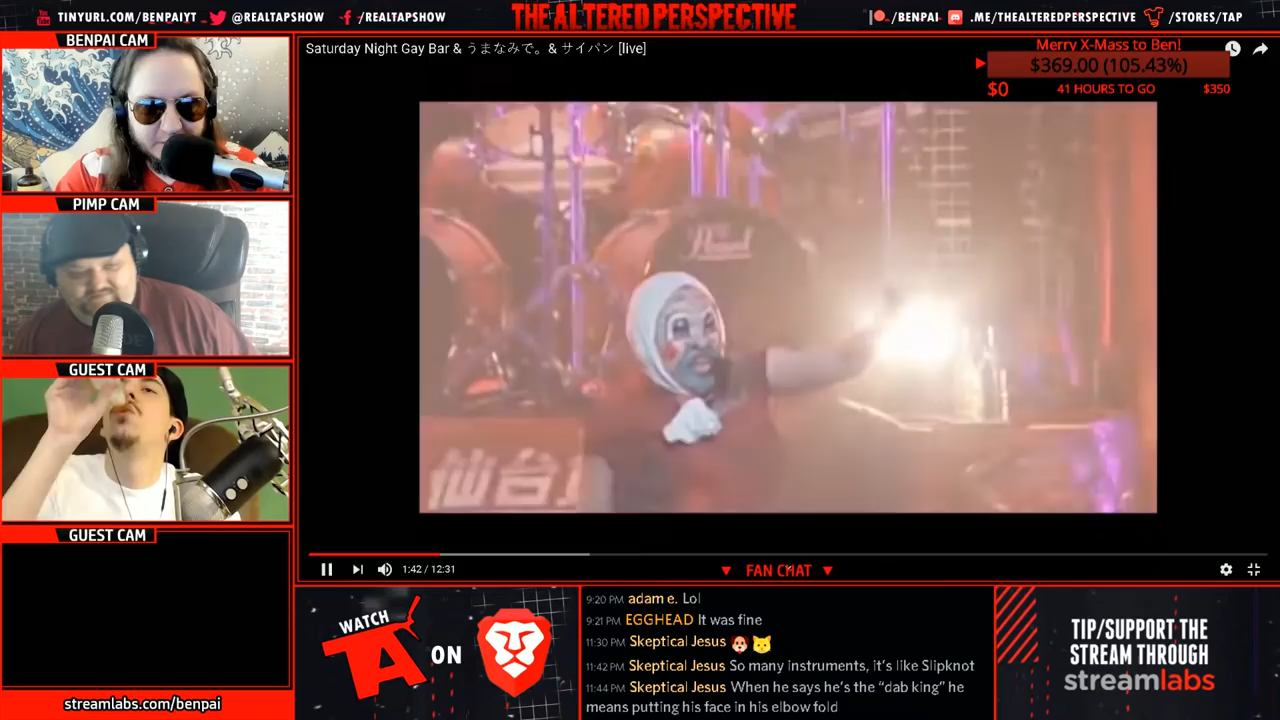 TINYURL.COM/BENPAIYT
@REALTAPSHOW
/REALTAPSHOW
THE ALTERED PERSPECTIVE
/BENPAI
.ME/THEALTEREDPERSPECTIVE
/STORES/TAP
BENPAI CAM
Saturday Night Gay Bar & うまなみで。& サイパン [live]
Merry X-Mass to Ben!
$369.00 (105.43%)
$0
41 HOURS TO GO
$350
PIMP CAM
Pearl
GUEST CAM
仙台
GUEST CAM
1:42 / 12:31
FAN CHAT
WATCH
ON
9:20 PM adam e. Lol
9:21 PM EGGHEAD It was fine
11:30 PM Skeptical Jesus
11:42 PM Skeptical Jesus So many instruments, it's like Slipknot
11:44 PM Skeptical Jesus When he says he's the “dab king” he
means putting his face in his elbow fold
TIP/SUPPORT THE
STREAM THROUGH
streamlabs
streamlabs.com/benpai